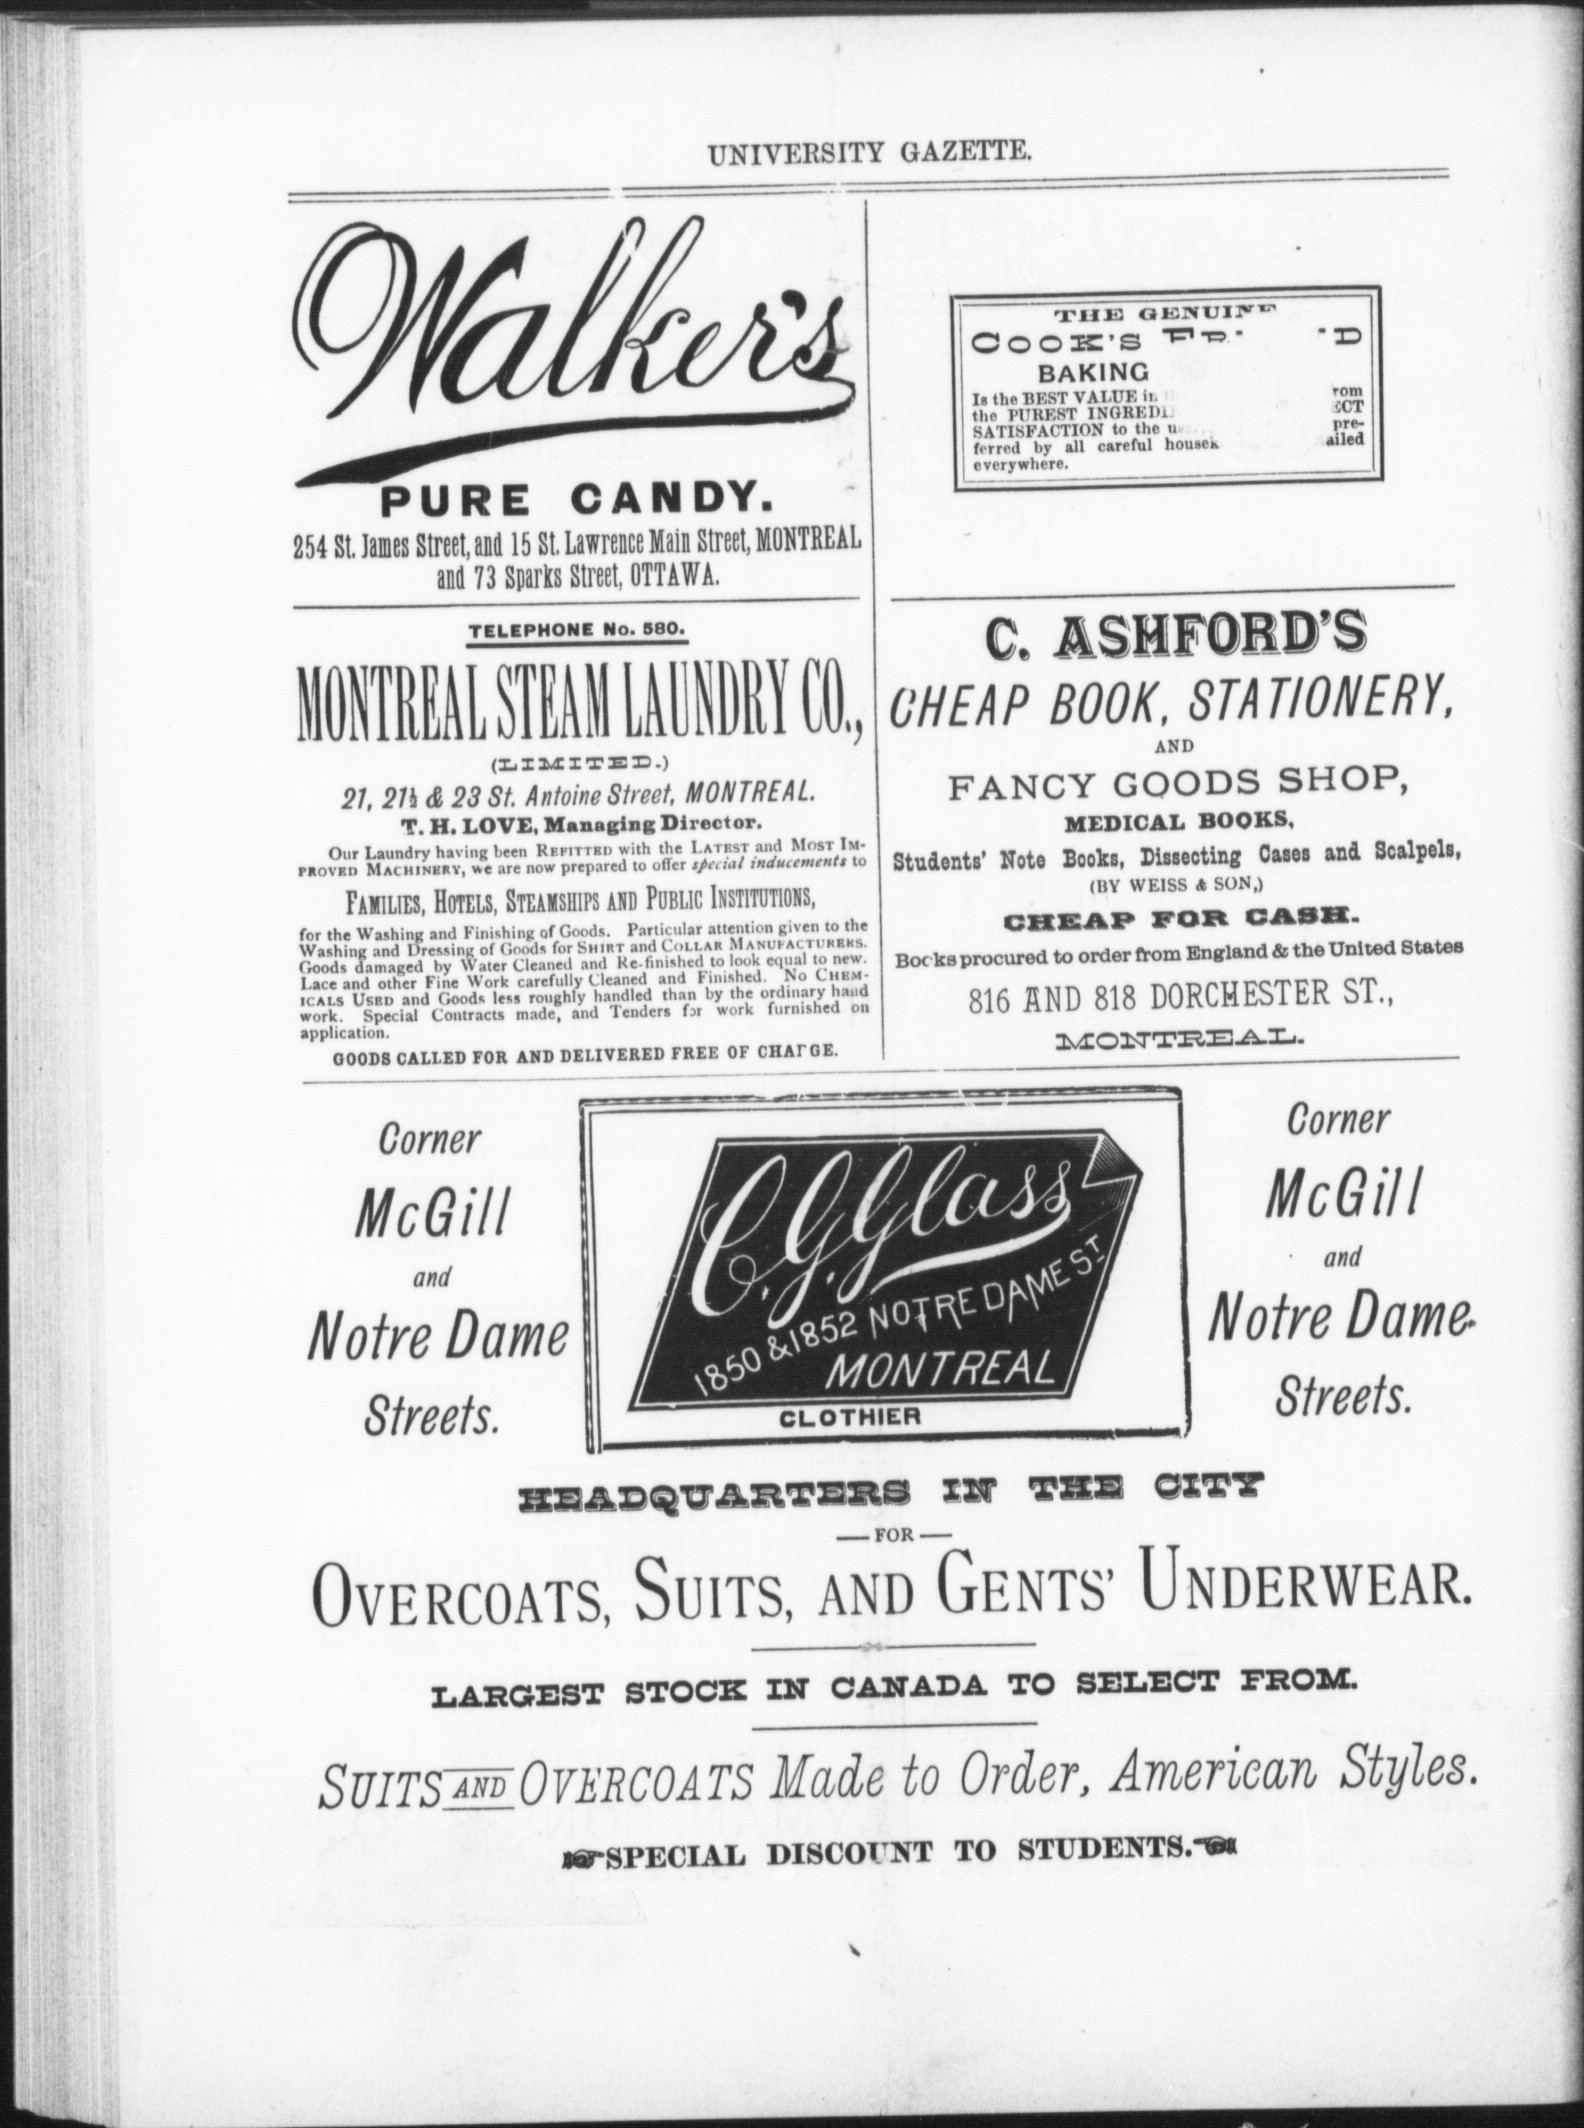 UNIVERSITY GAZETTE.
Walker's
PURE CANDY.
254 St. James Street, and 15 St. Lawrence Main Street, MONTREAL
and 73 Sparks Street, OTTAWA.
TELEPHONE No. 580.
MONTREAL STEAM LAUNDRY CO.,
(LIMITED.)
21, 21½ & 23 St. Antoine Street, MONTREAL.
T. H. LOVE, Managing Director.
Our Laundry having been REFITTED with the LATEST and MOST IM-
PROVED MACHINERY, we are now prepared to offer special inducements to
FAMILIES, HOTELS, STEAMSHIPS AND PUBLIC INSTITUTIONS,
for the Washing and Finishing of Goods. Particular attention given to the
Washing and Dressing of Goods for SHIRT and COLLAR MANUFACTURERS.
Goods damaged by Water Cleaned and Re-finished to look equal to new.
Lace and other Fine Work carefully Cleaned and Finished. No CHEM-
ICALS USED and Goods less roughly handled than by the ordinary hand
work. Special Contracts made, and Tenders for work furnished on
application.
GOODS CALLED FOR AND DELIVERED FREE OF CHARGE.
THE GENUINE
COOK'S
BAKING
Is the BEST VALUE in
the PUREST
SATISFACTION to the
ferred by all careful
everywhere.
C. ASHFORD'S
CHEAP BOOK, STATIONERY,
AND
FANCY GOODS SHOP,
MEDICAL BOOKS,
Students' Note Books, Dissecting Cases and Scalpels,
(BY WEISS & SON,)
CHEAP FOR CASH.
Books procured to order from England & the United States
816 AND 818 DORCHESTER ST.,
MONTREAL.
Corner
McGill
and
Notre Dame
Streets.
C. G. Glass
1850 & 1852 NOTRE DAME ST.
MONTREAL
CLOTHIER
Corner
McGill
and
Notre Dame
Streets.
HEADQUARTERS IN THE CITY
—FOR—
OVERCOATS, SUITS, AND GENTS' UNDERWEAR.
LARGEST STOCK IN CANADA TO SELECT FROM.
SUITS AND OVERCOATS Made to Order, American Styles.
☞SPECIAL DISCOUNT TO STUDENTS.☜